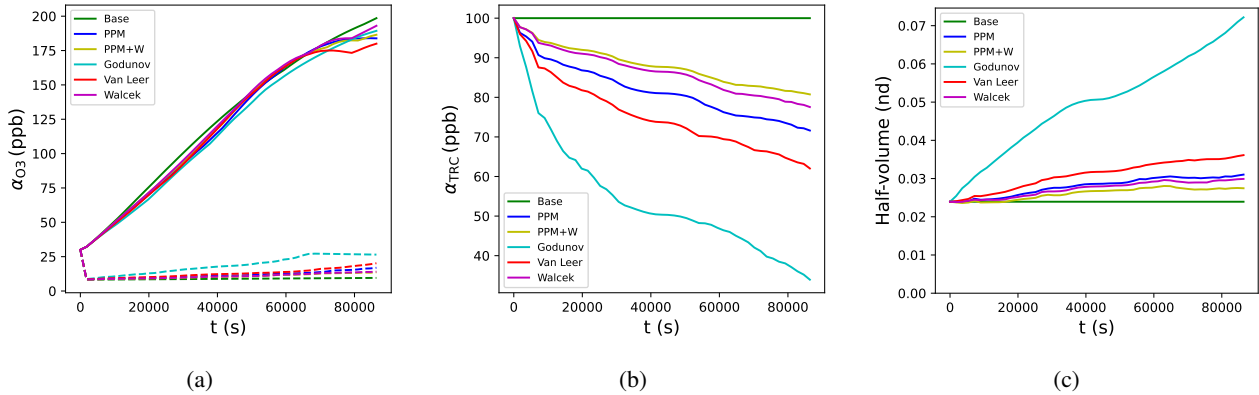 200
175
150
125
100
75
50
25
0
α_O3 (ppb)
Base
PPM
PPM+W
Godunov
Van Leer
Walcek
0 20000 40000 60000 80000
t (s)
(a)
100
90
80
70
60
50
40
α_TRC (ppb)
Base
PPM
PPM+W
Godunov
Van Leer
Walcek
0 20000 40000 60000 80000
t (s)
(b)
0.07
0.06
0.05
0.04
0.03
0.02
0.01
0.00
Half-volume (nd)
Base
PPM
PPM+W
Godunov
Van Leer
Walcek
0 20000 40000 60000 80000
t (s)
(c)